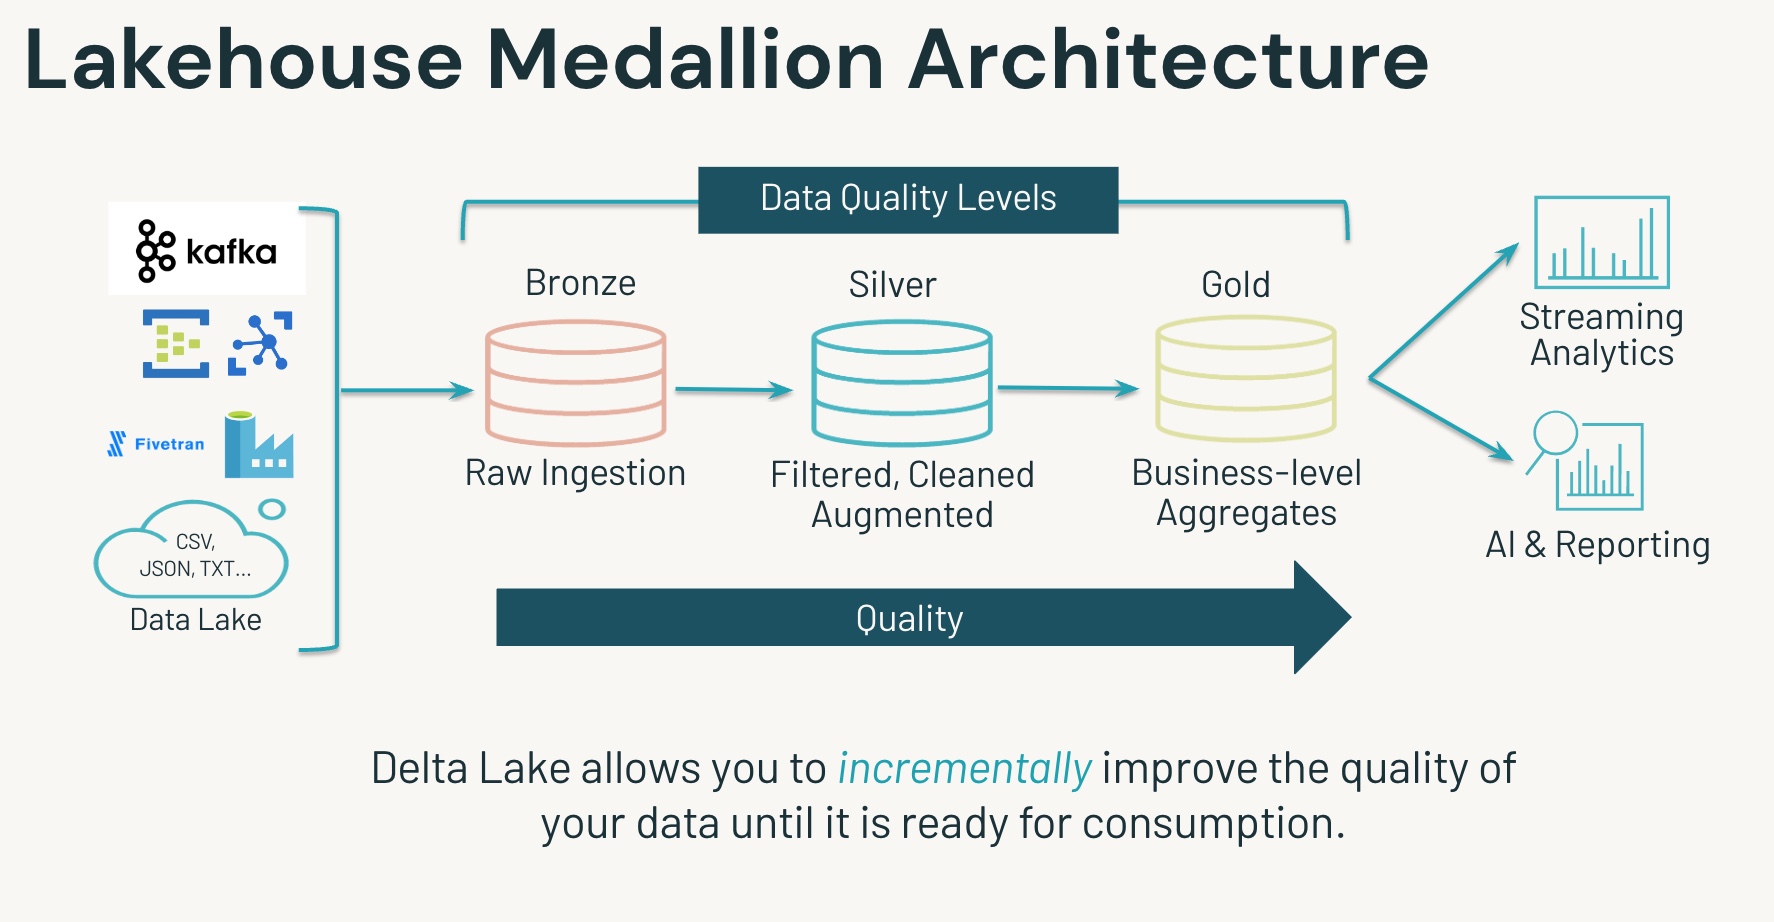 Lakehouse Medallion Architecture
kafka
Fivetran
CSV,
JSON, TXT...
Data Lake
Data Quality Levels
Bronze
Raw Ingestion
Silver
Filtered, Cleaned
Augmented
Gold
Business-level
Aggregates
Quality
Streaming
Analytics
AI & Reporting
Delta Lake allows you to incrementally improve the quality of
your data until it is ready for consumption.